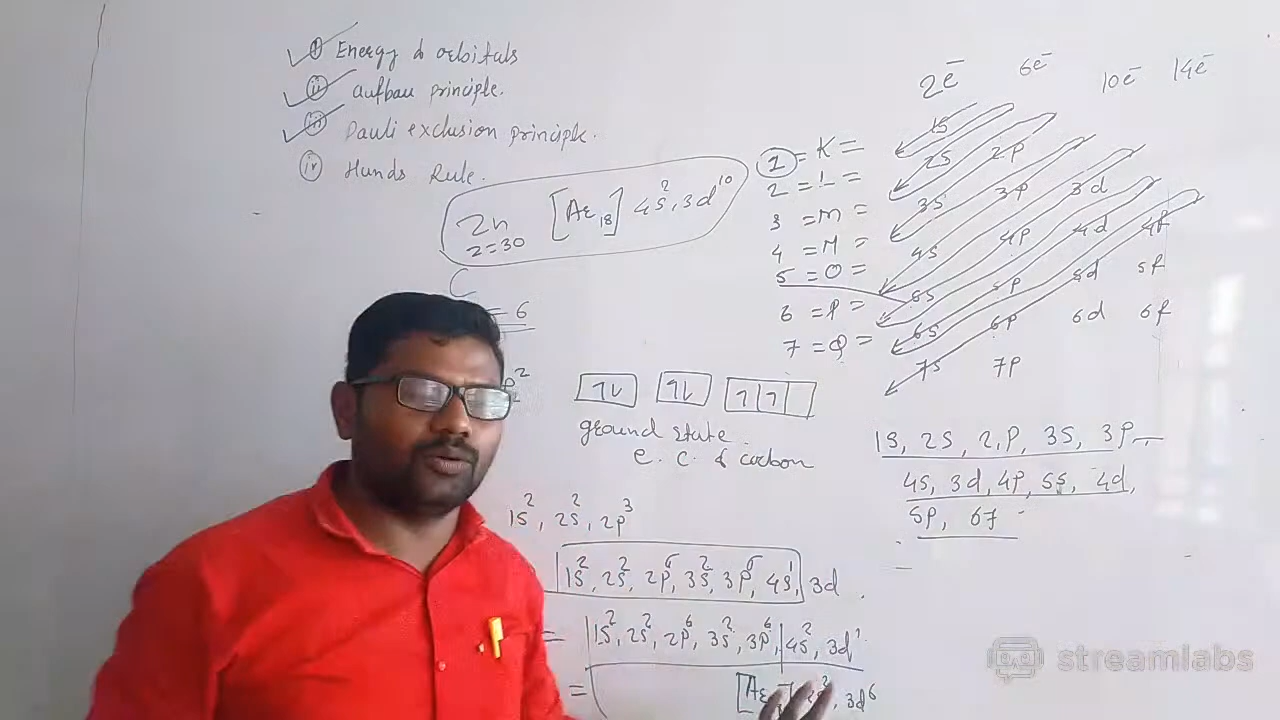 i Energy & orbitals
ii Aufbau principle.
iii Pauli exclusion principle.
iv Hunds Rule.
Zn [Ar18] 4s², 3d¹⁰
Z=30
C
= 6
p²
ground state
e. c. & carbon
1s², 2s², 2p³
1s², 2s², 2p⁶, 3s², 3p⁶, 4s¹, 3d
= 1s², 2s², 2p⁶, 3s², 3p⁶, 4s², 3d¹
= [Ar s², 3d⁶
2e⁻ 6e⁻ 10e⁻ 14e⁻
1 = K = 1s
2 = L = 2s 2p
3 = M = 3s 3p 3d
4 = N = 4s 4p 4d 4f
5 = O = 5s 5p 5d 5f
6 = P = 6s 6p 6d 6f
7 = Q = 7s 7p
1s, 2s, 2p, 3s, 3p,
4s, 3d, 4p, 5s, 4d,
5p, 6f
streamlabs